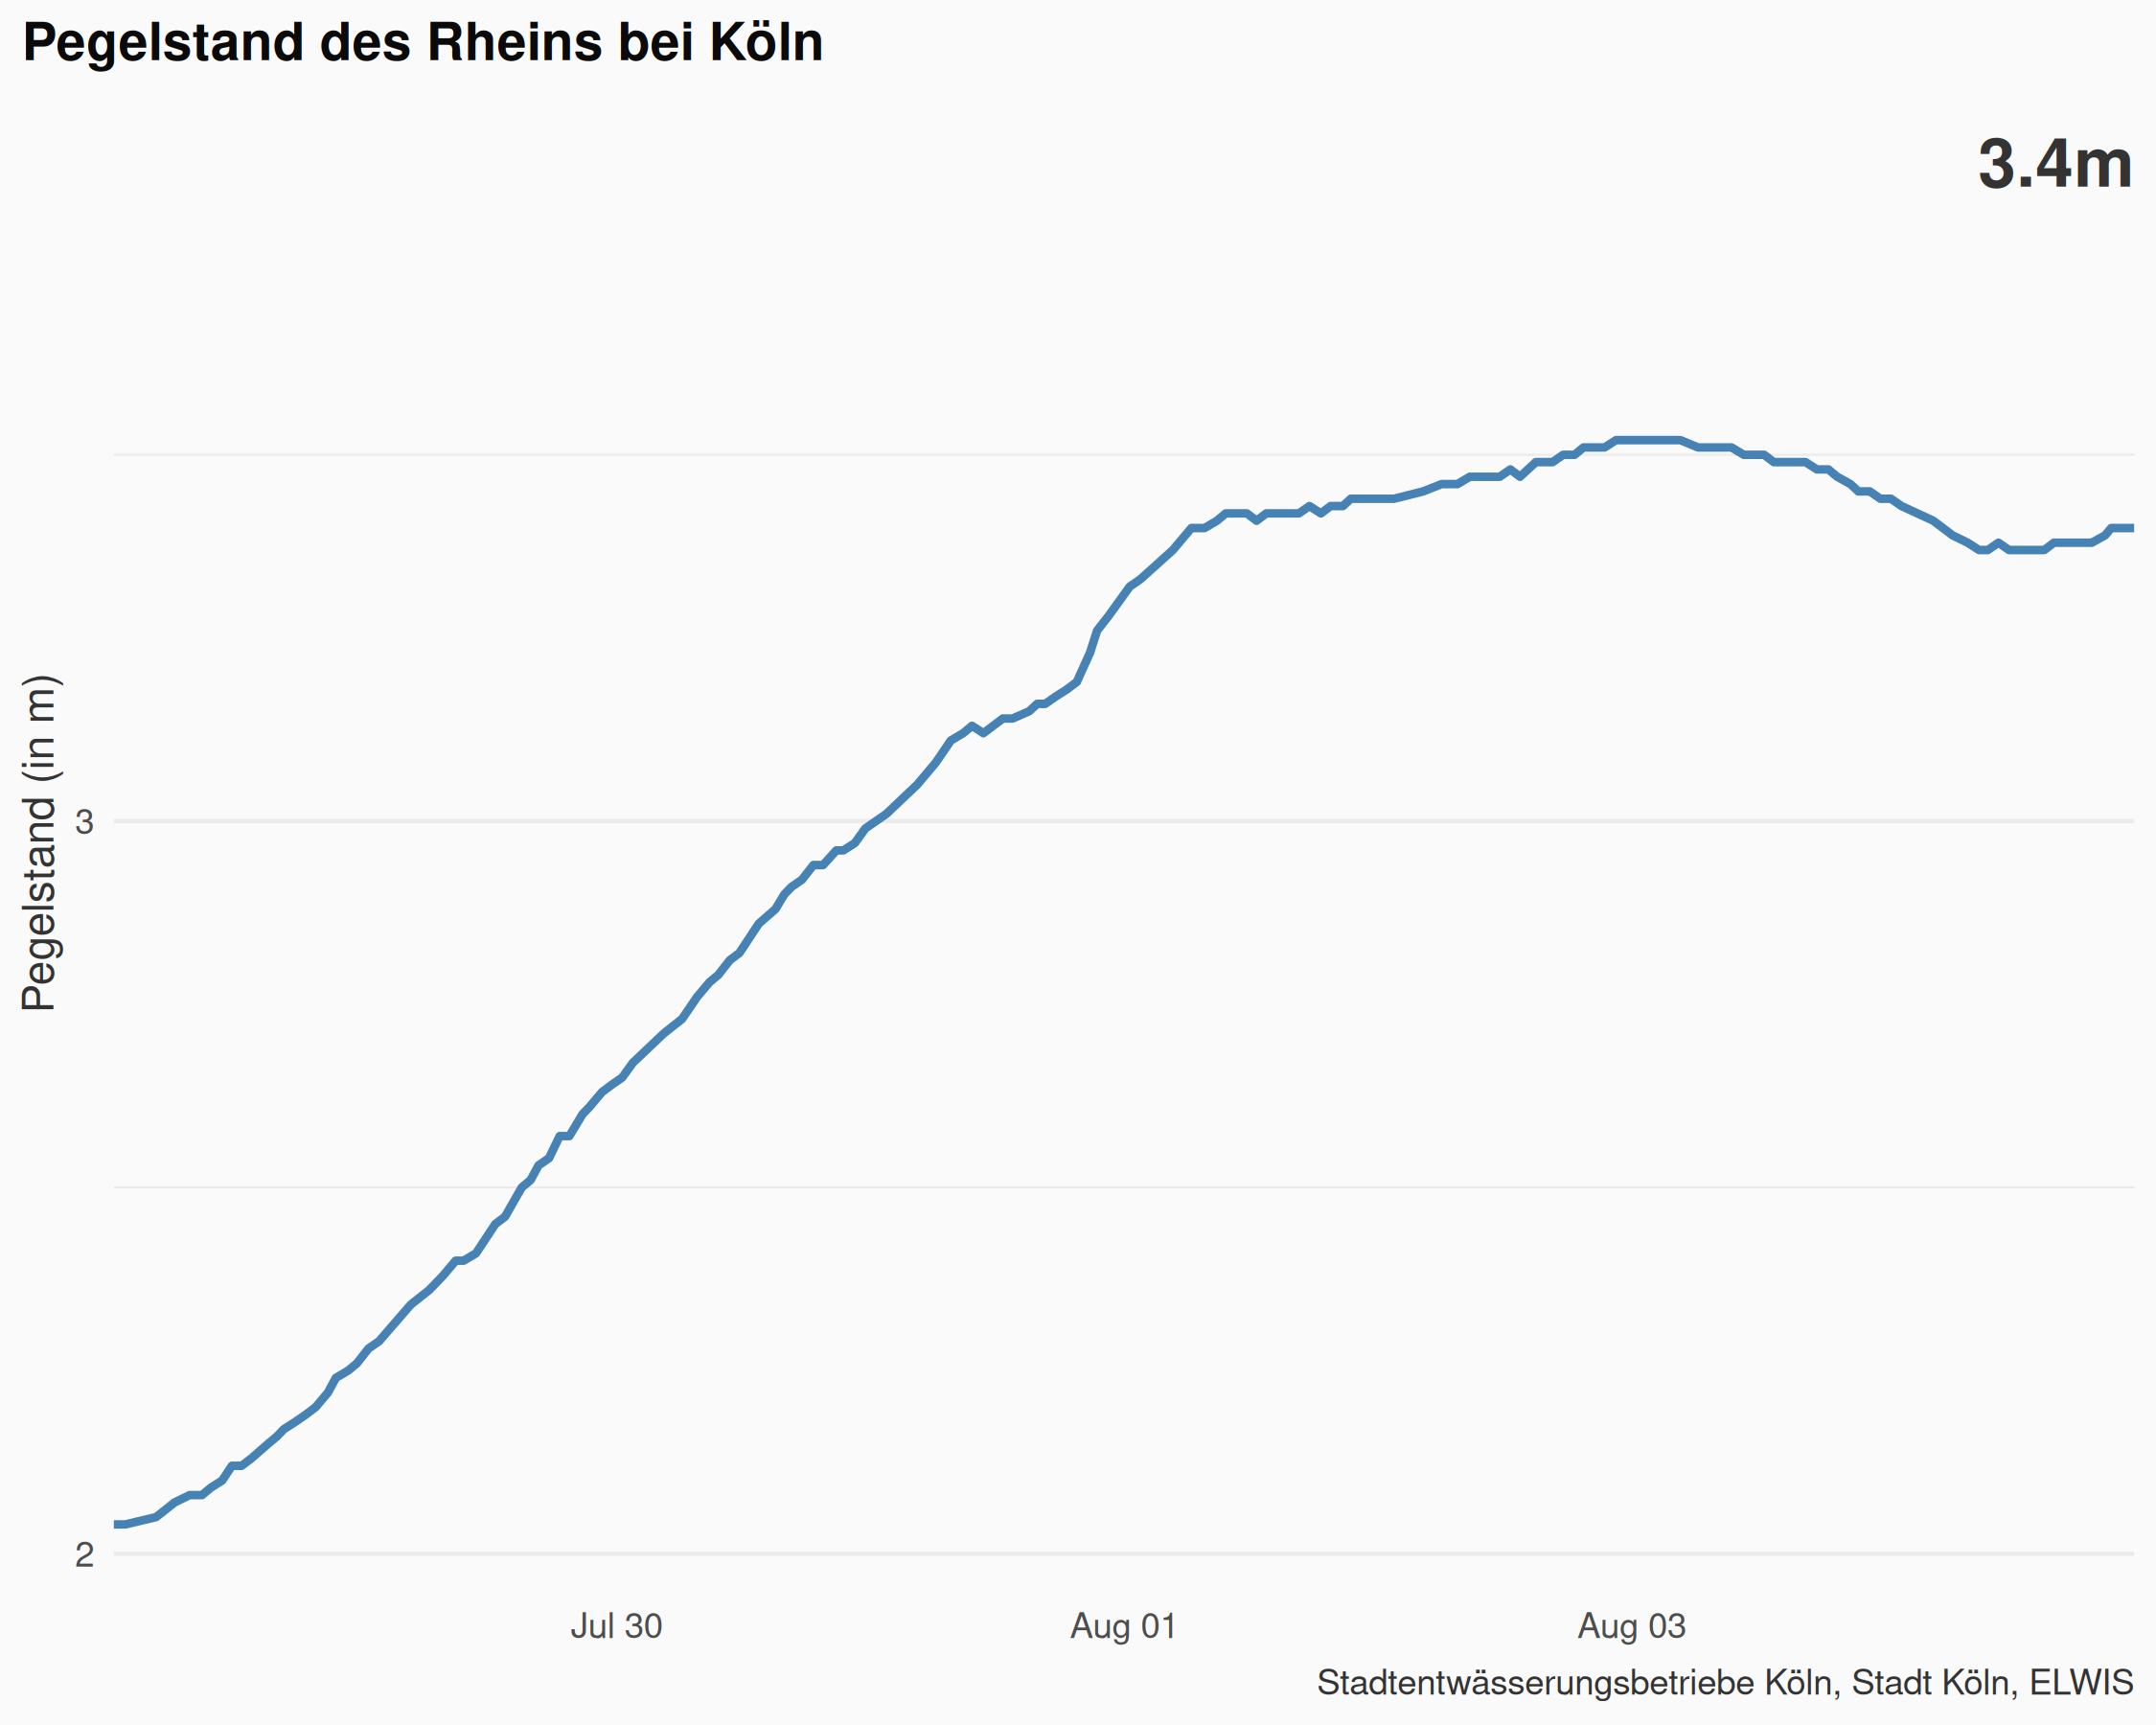 Pegelstand des Rheins bei Köln
3.4m
Pegelstand (in m)
3
2
Jul 30
Aug 01
Aug 03
Stadtentwässerungsbetriebe Köln, Stadt Köln, ELWIS